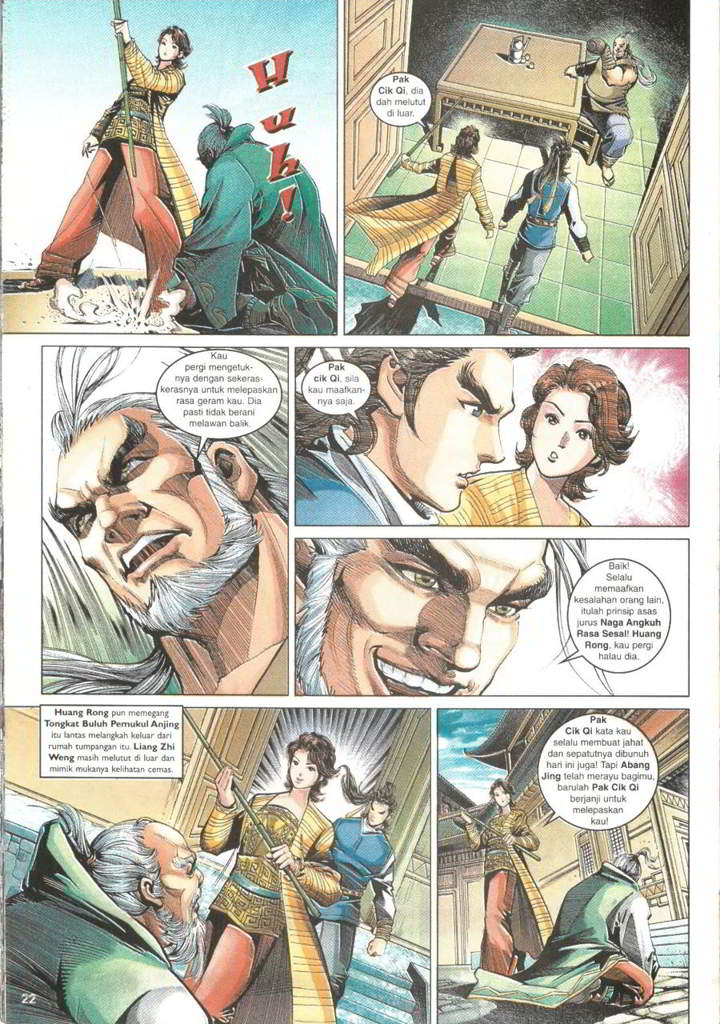 Huh!
Pak
Cik Qi, dia
dah melutut
di luar.
Kau
pergi mengetuk-
nya dengan sekeras-
kerasnya untuk melepaskan
rasa geram kau. Dia
pasti tidak berani
melawan balik.
Pak
cik Qi, sila
kau maafkan-
nya saja.
Baik!
Selalu
memaafkan
kesalahan orang lain,
itulah prinsip asas
jurus Naga Angkuh
Rasa Sesal! Huang
Rong, kau pergi
halau dia.
Huang Rong pun memegang
Tongkat Buluh Pemukul Anjing
itu lantas melangkah keluar dari
rumah tumpangan itu. Liang Zhi
Weng masih melutut di luar dan
mimik mukanya kelihatan cemas.
Pak
Cik Qi kata kau
selalu membuat jahat
dan sepatutnya dibunuh
hari ini juga! Tapi Abang
Jing telah merayu bagimu,
barulah Pak Cik Qi
berjanji untuk
melepaskan
kau!
22